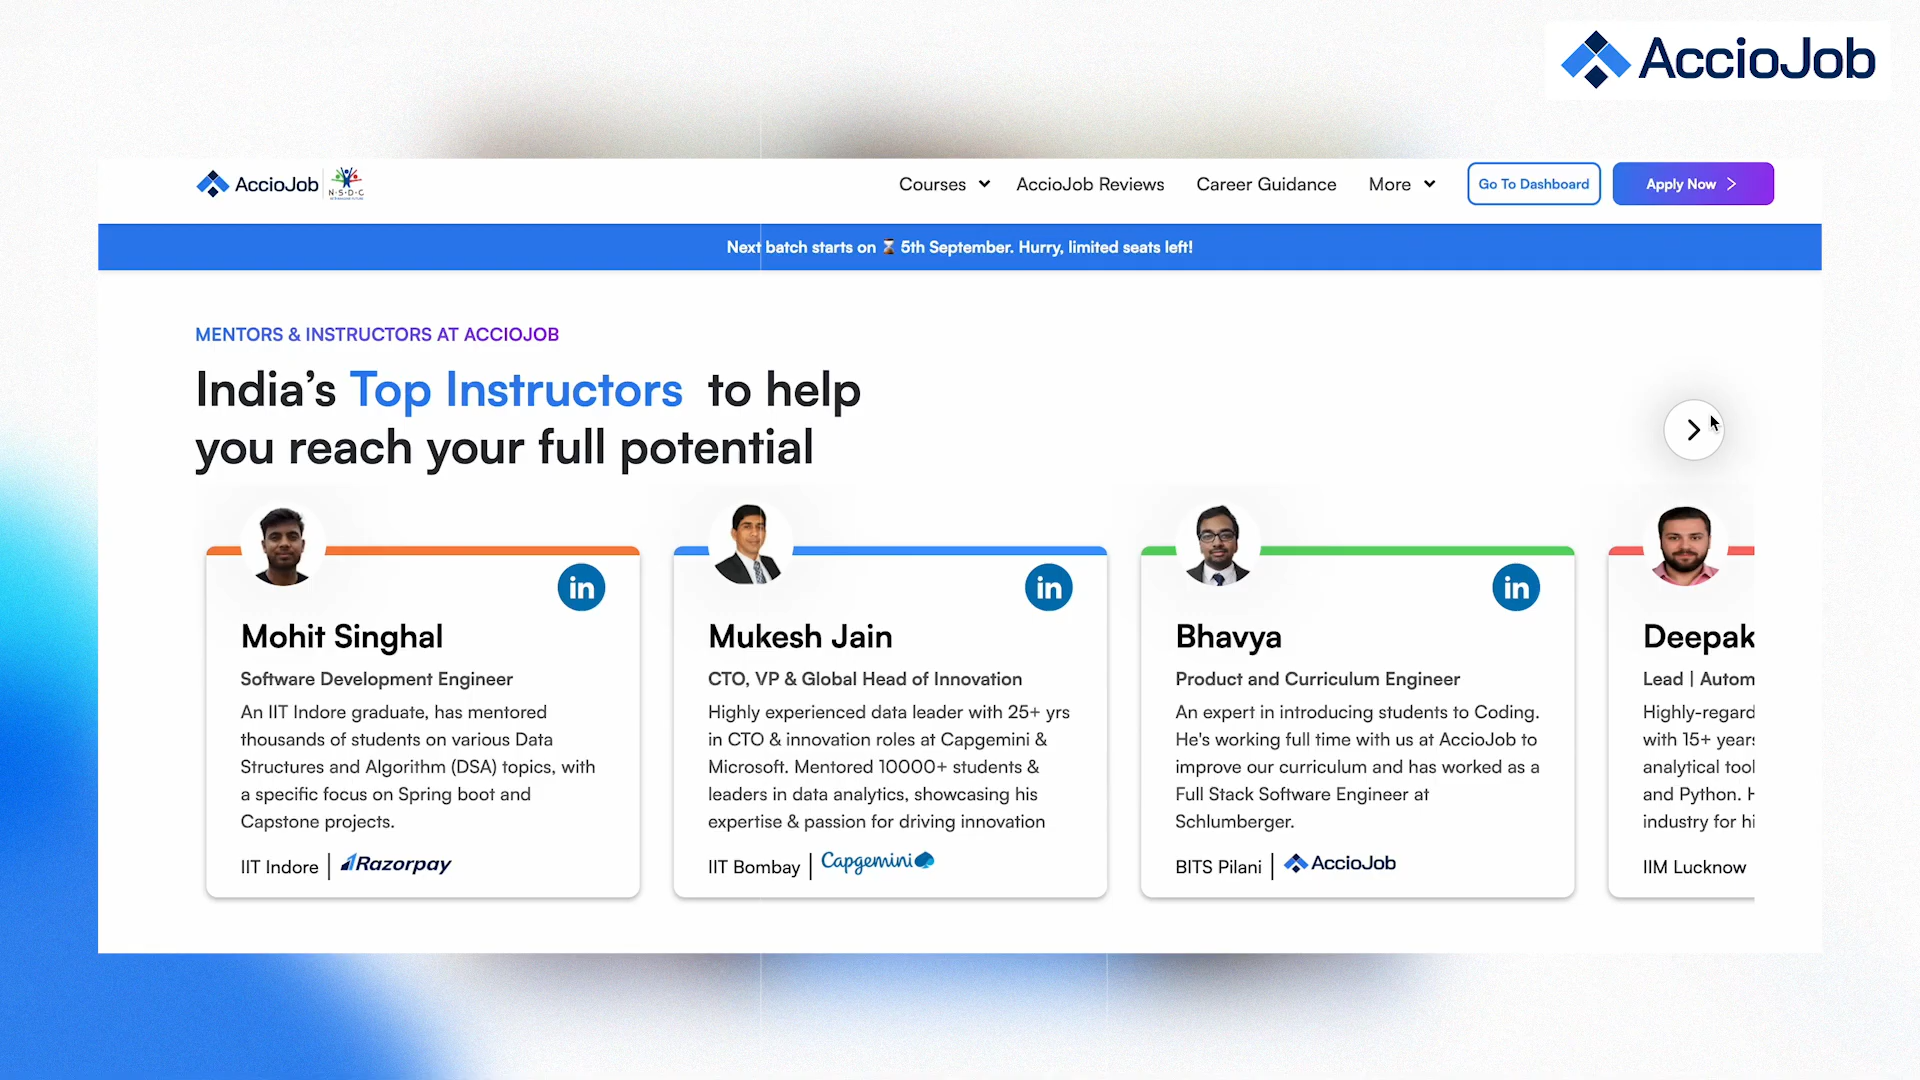 AccioJob
AccioJob
N·S·D·C
Courses
AccioJob Reviews
Career Guidance
More
Go To Dashboard
Apply Now
Next batch starts on ⌛ 5th September. Hurry, limited seats left!
MENTORS & INSTRUCTORS AT ACCIOJOB
India’s Top Instructors to help
you reach your full potential
in
Mohit Singhal
Software Development Engineer
An IIT Indore graduate, has mentored
thousands of students on various Data
Structures and Algorithm (DSA) topics, with
a specific focus on Spring boot and
Capstone projects.
IIT Indore
Razorpay
in
Mukesh Jain
CTO, VP & Global Head of Innovation
Highly experienced data leader with 25+ yrs
in CTO & innovation roles at Capgemini &
Microsoft. Mentored 10000+ students &
leaders in data analytics, showcasing his
expertise & passion for driving innovation
IIT Bombay
Capgemini
in
Bhavya
Product and Curriculum Engineer
An expert in introducing students to Coding.
He's working full time with us at AccioJob to
improve our curriculum and has worked as a
Full Stack Software Engineer at
Schlumberger.
BITS Pilani
AccioJob
Deepak
Lead | Autom
Highly-regard
with 15+ years
analytical tool
and Python. H
industry for hi
IIM Lucknow